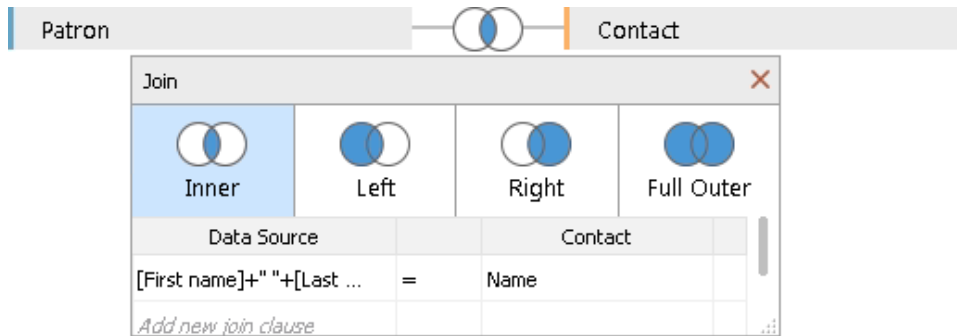 Patron Contact
Join
Inner Left Right Full Outer
Data Source Contact
[First name]+" "+[Last ... = Name
Add new join clause